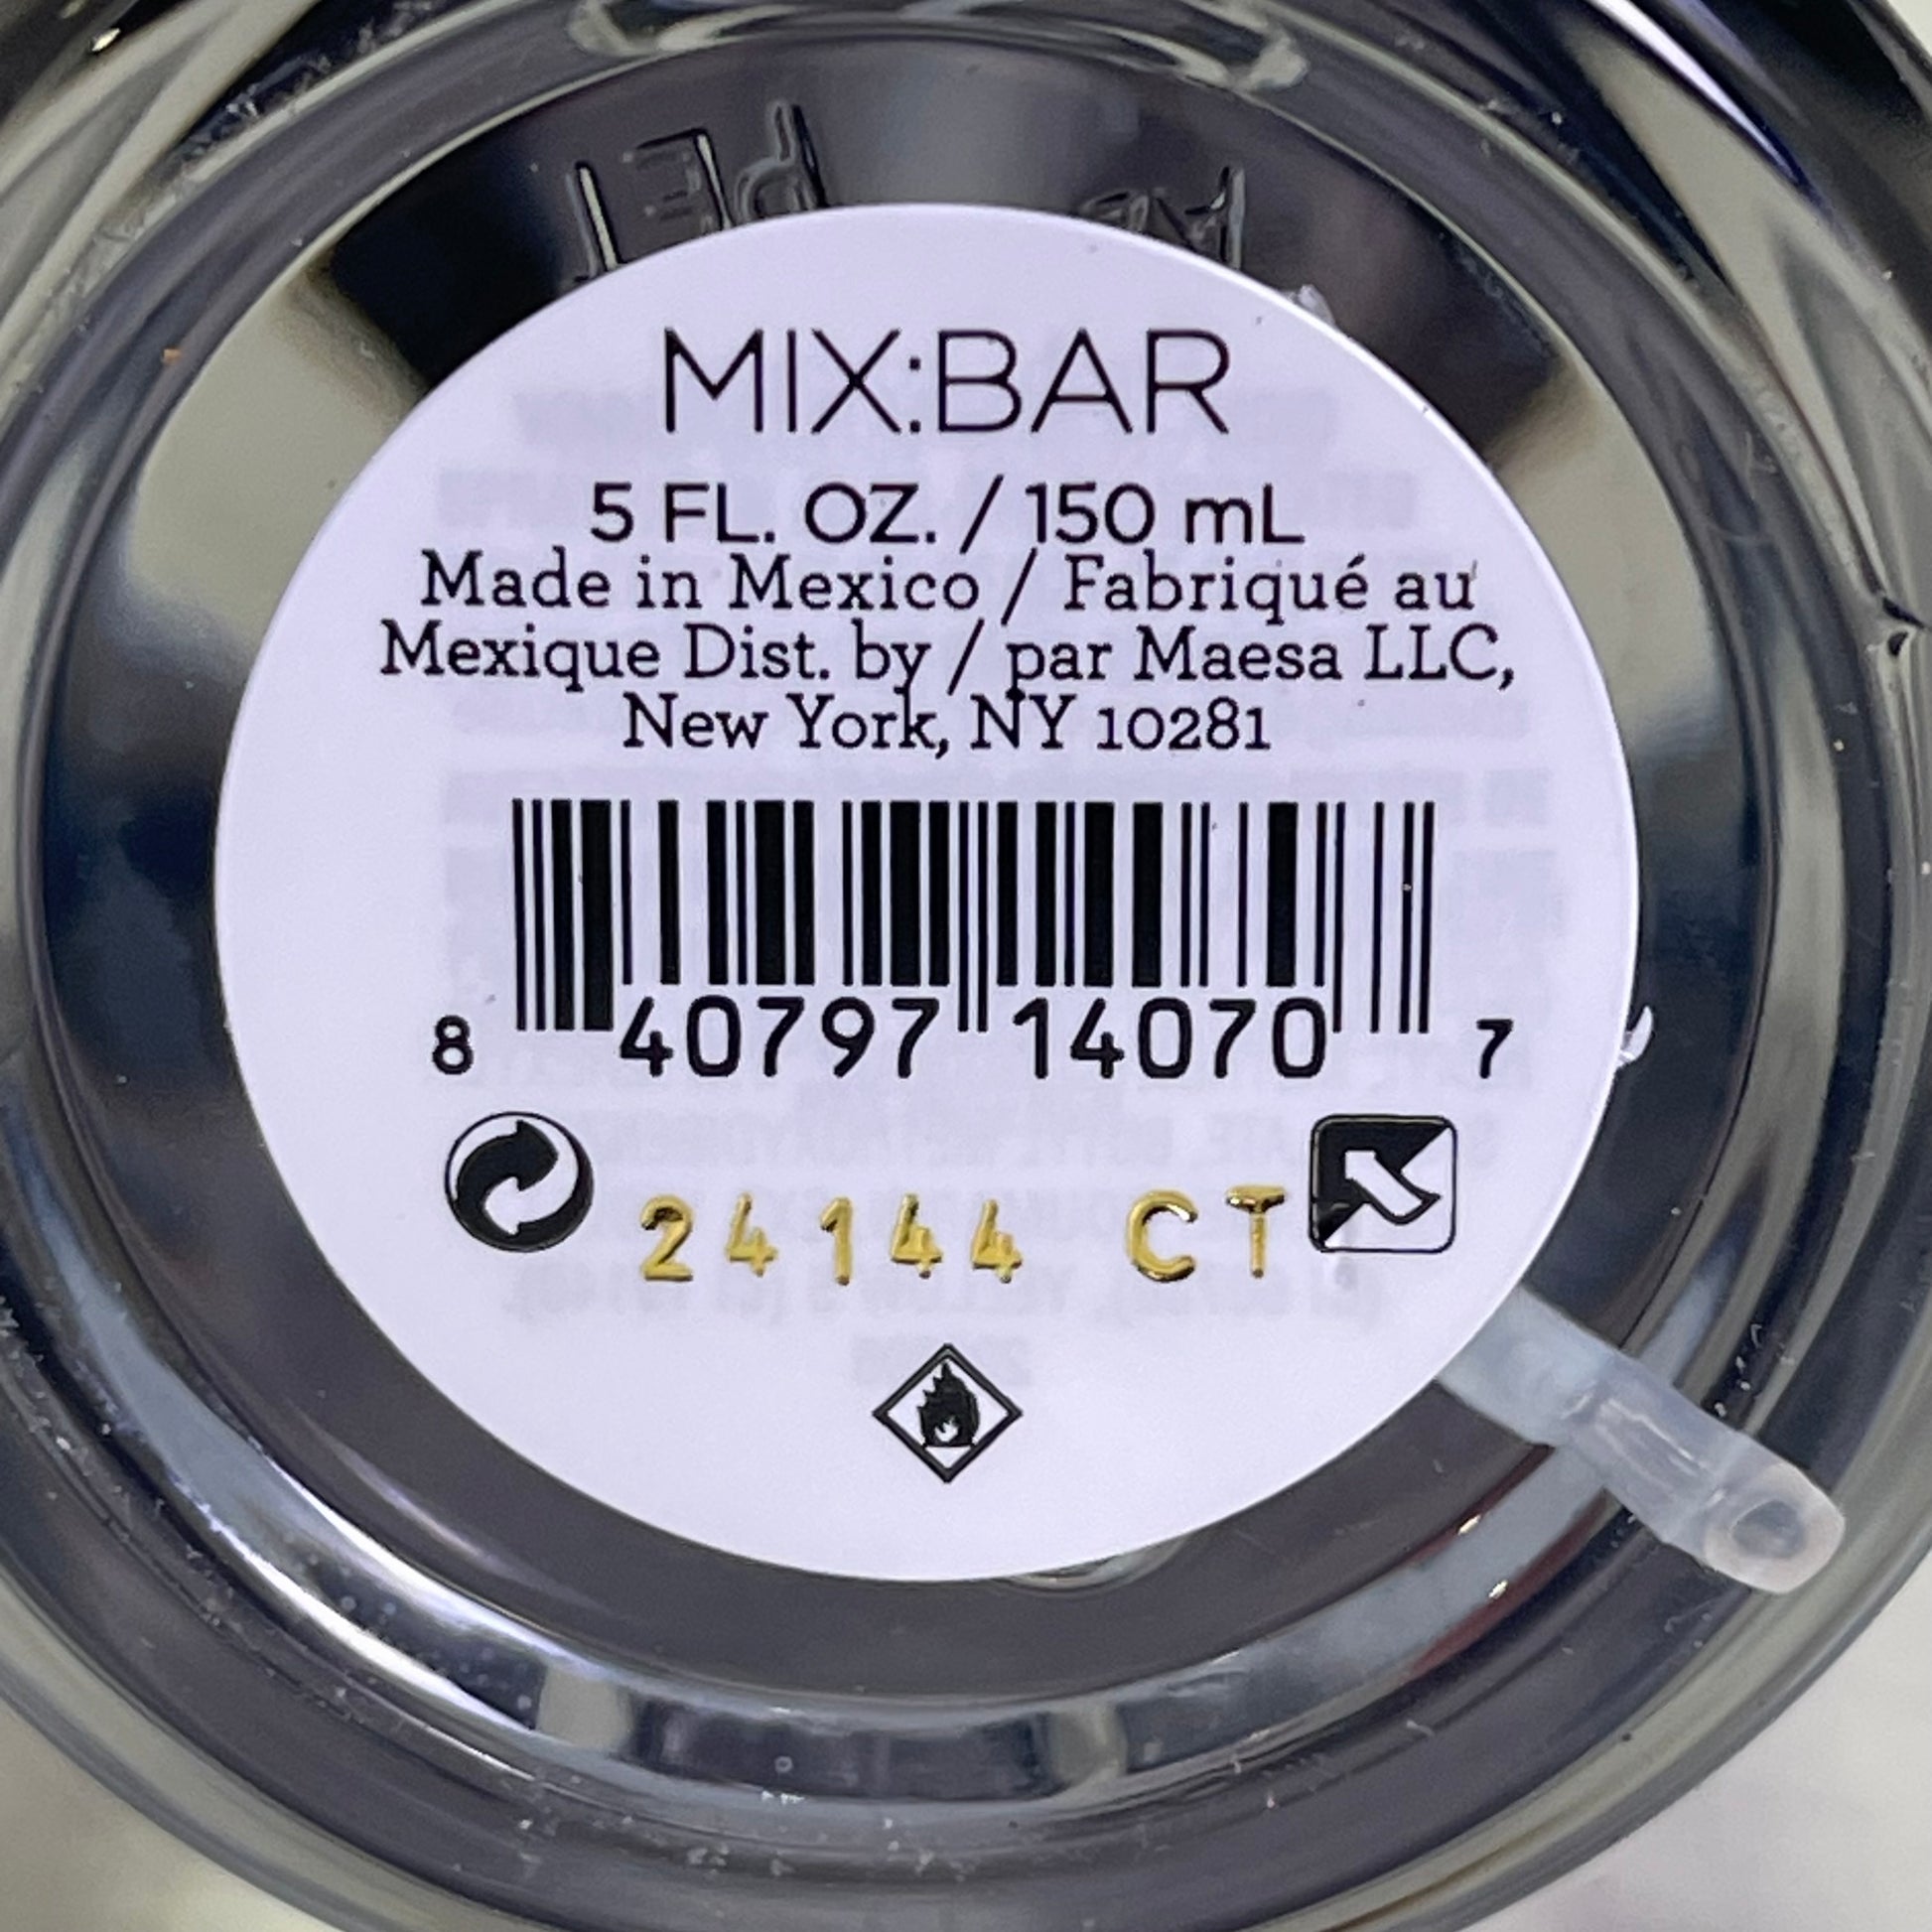 MIX:BAR
5 FL. OZ. / 150 mL
Made in Mexico / Fabriqué au
Mexique Dist. by / par Maesa LLC,
New York, NY 10281
8 40797 14070 7
24144 CT